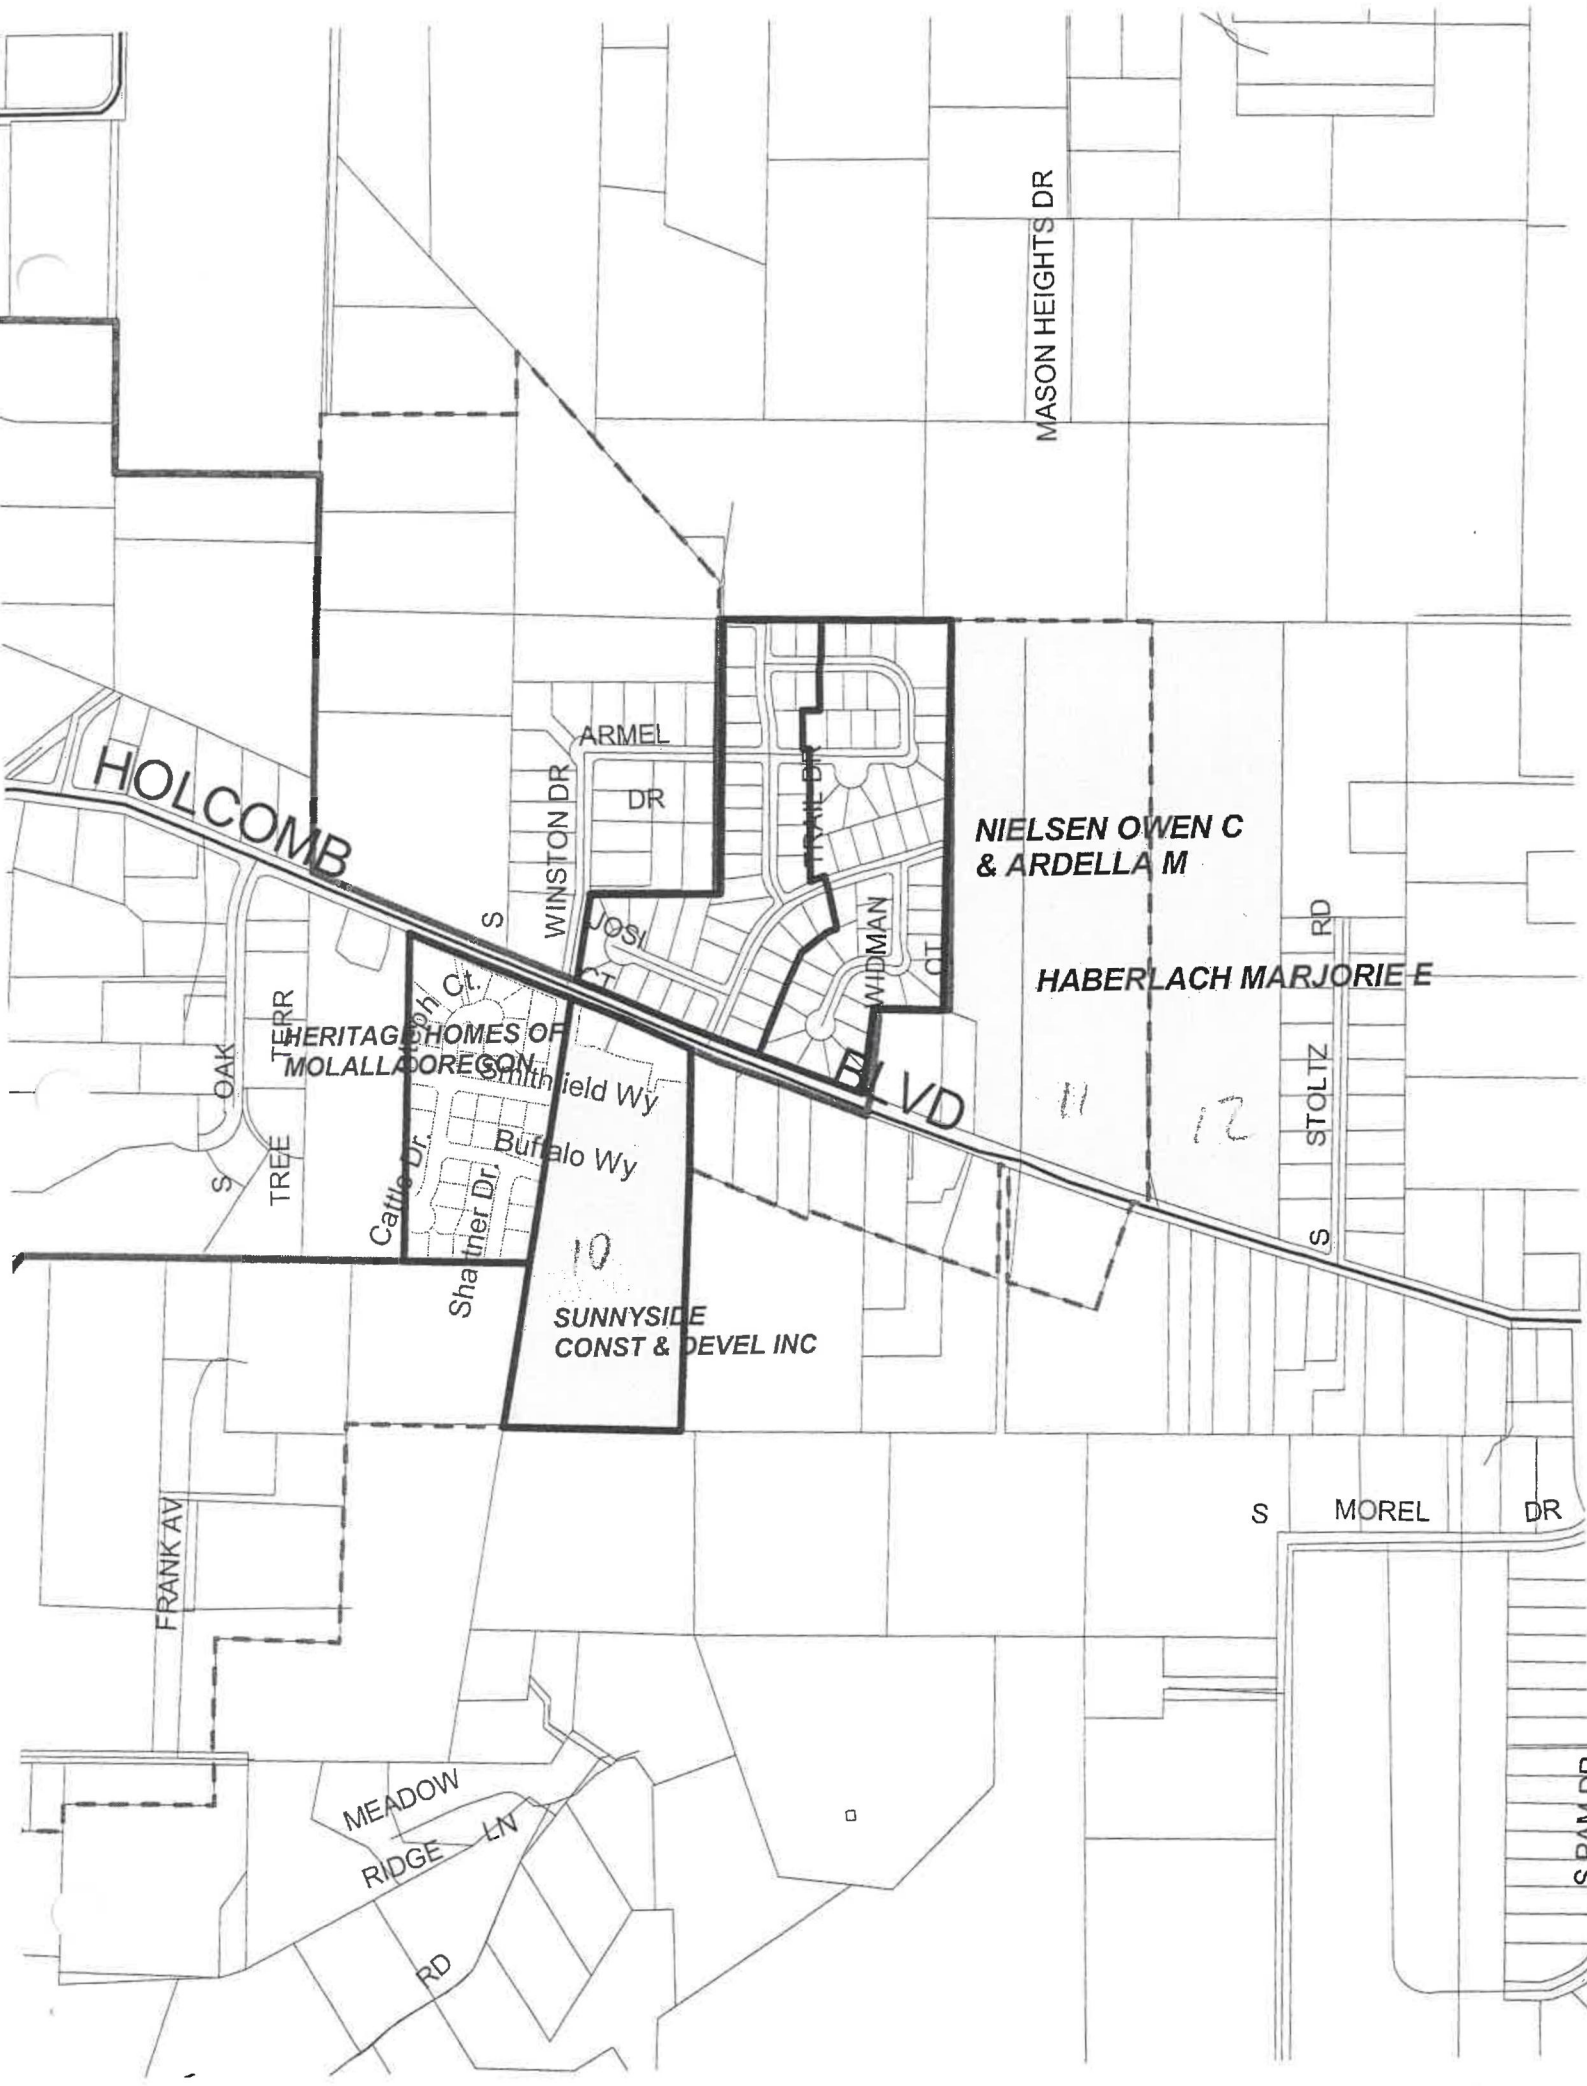 MASON HEIGHTS DR
ARMEL
DR
HOLCOMB
WINSTON DR
TRAIL DR
NIELSEN OWEN C
& ARDELLA M
S
JOSI
CT
WIDMAN
CT
RD
HABERLACH MARJORIE E
Ct.
HERITAGE HOMES OF
MOLALLA OREGON
TERR
OAK
Smithfield Wy
BLVD
11
12
STOLTZ
Buffalo Wy
Cattle Dr.
TREE
S
Shattner Dr.
10
S
SUNNYSIDE
CONST & DEVEL INC
FRANK AV
S
MOREL
DR
MEADOW
RIDGE
LN
RD